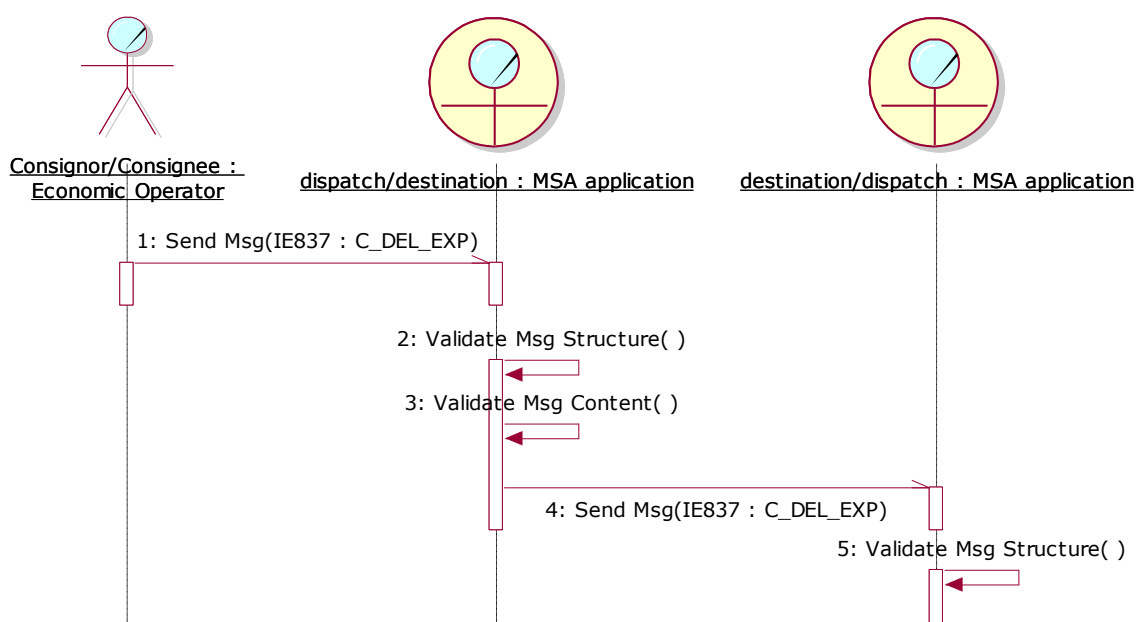 Consignor/Consignee :
Economic Operator
dispatch/destination : MSA application
destination/dispatch : MSA application
1: Send Msg(IE837 : C_DEL_EXP)
2: Validate Msg Structure( )
3: Validate Msg Content( )
4: Send Msg(IE837 : C_DEL_EXP)
5: Validate Msg Structure( )